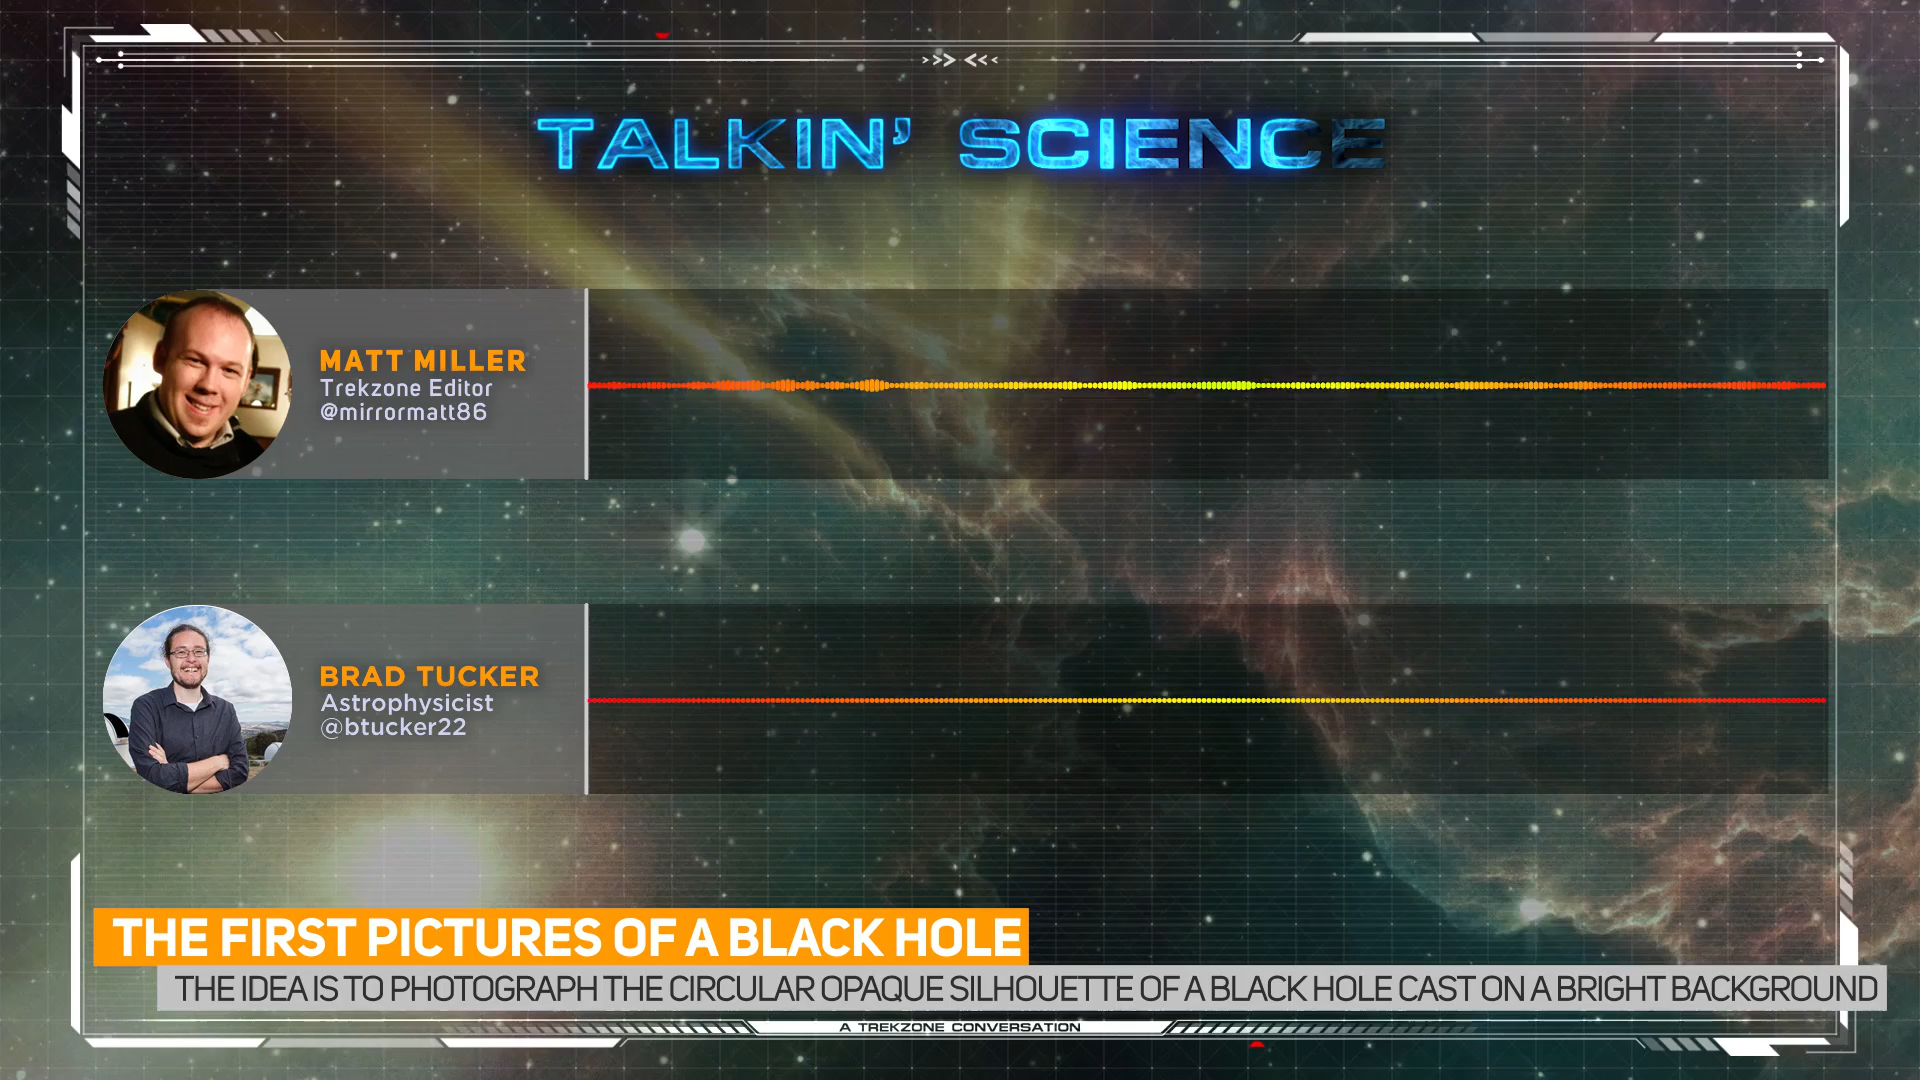 TALKIN’ SCIENCE
MATT MILLER
Trekzone Editor
@mirrormatt86
BRAD TUCKER
Astrophysicist
@btucker22
THE FIRST PICTURES OF A BLACK HOLE
THE IDEA IS TO PHOTOGRAPH THE CIRCULAR OPAQUE SILHOUETTE OF A BLACK HOLE CAST ON A BRIGHT BACKGROUND
A TREKZONE CONVERSATION